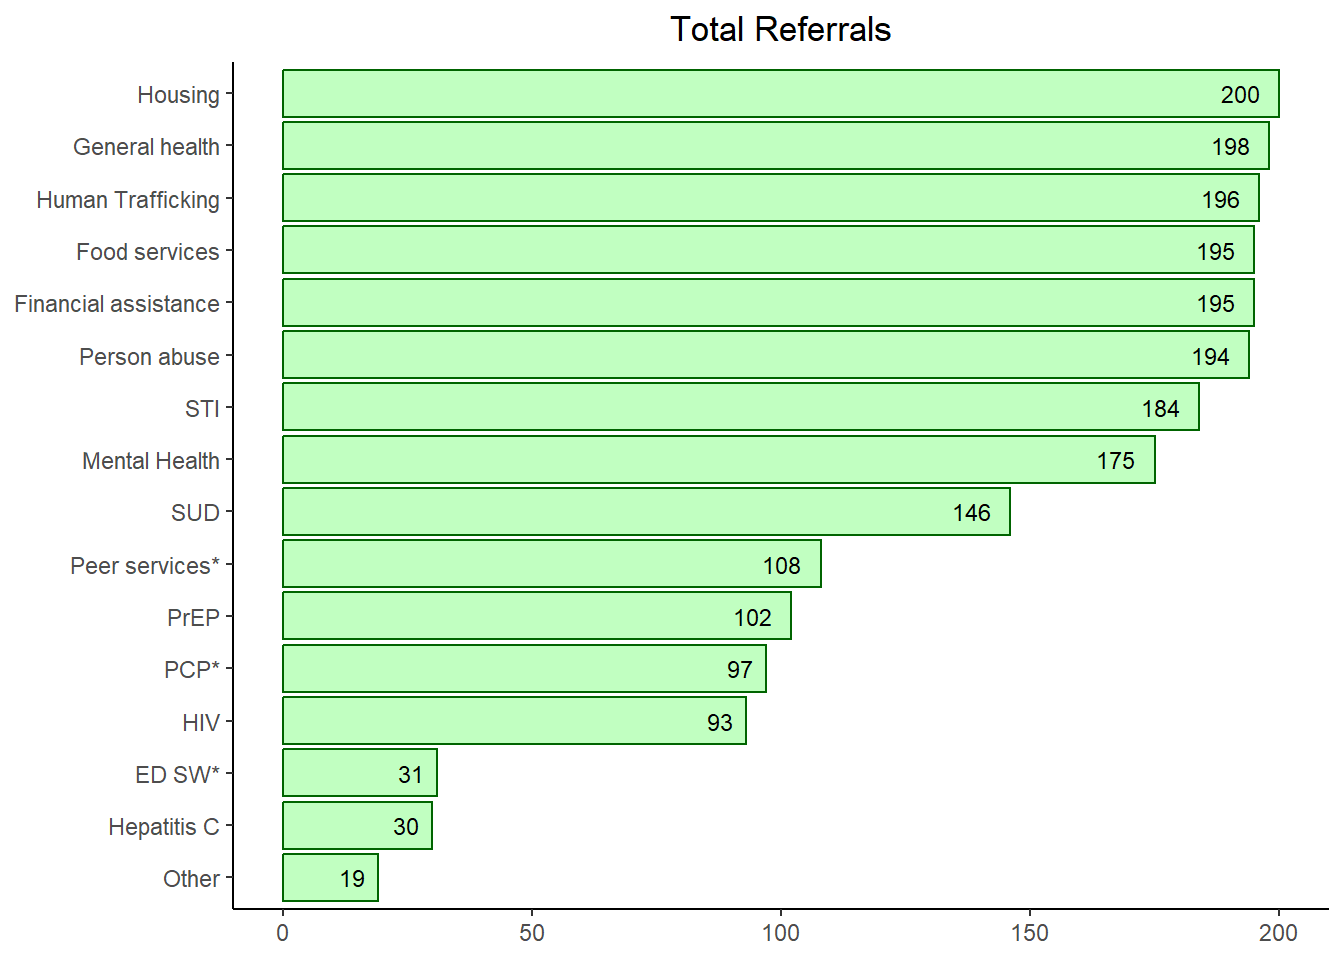 Total Referrals
Housing 200
General health 198
Human Trafficking 196
Food services 195
Financial assistance 195
Person abuse 194
STI 184
Mental Health 175
SUD 146
Peer services* 108
PrEP 102
PCP* 97
HIV 93
ED SW* 31
Hepatitis C 30
Other 19
0 50 100 150 200